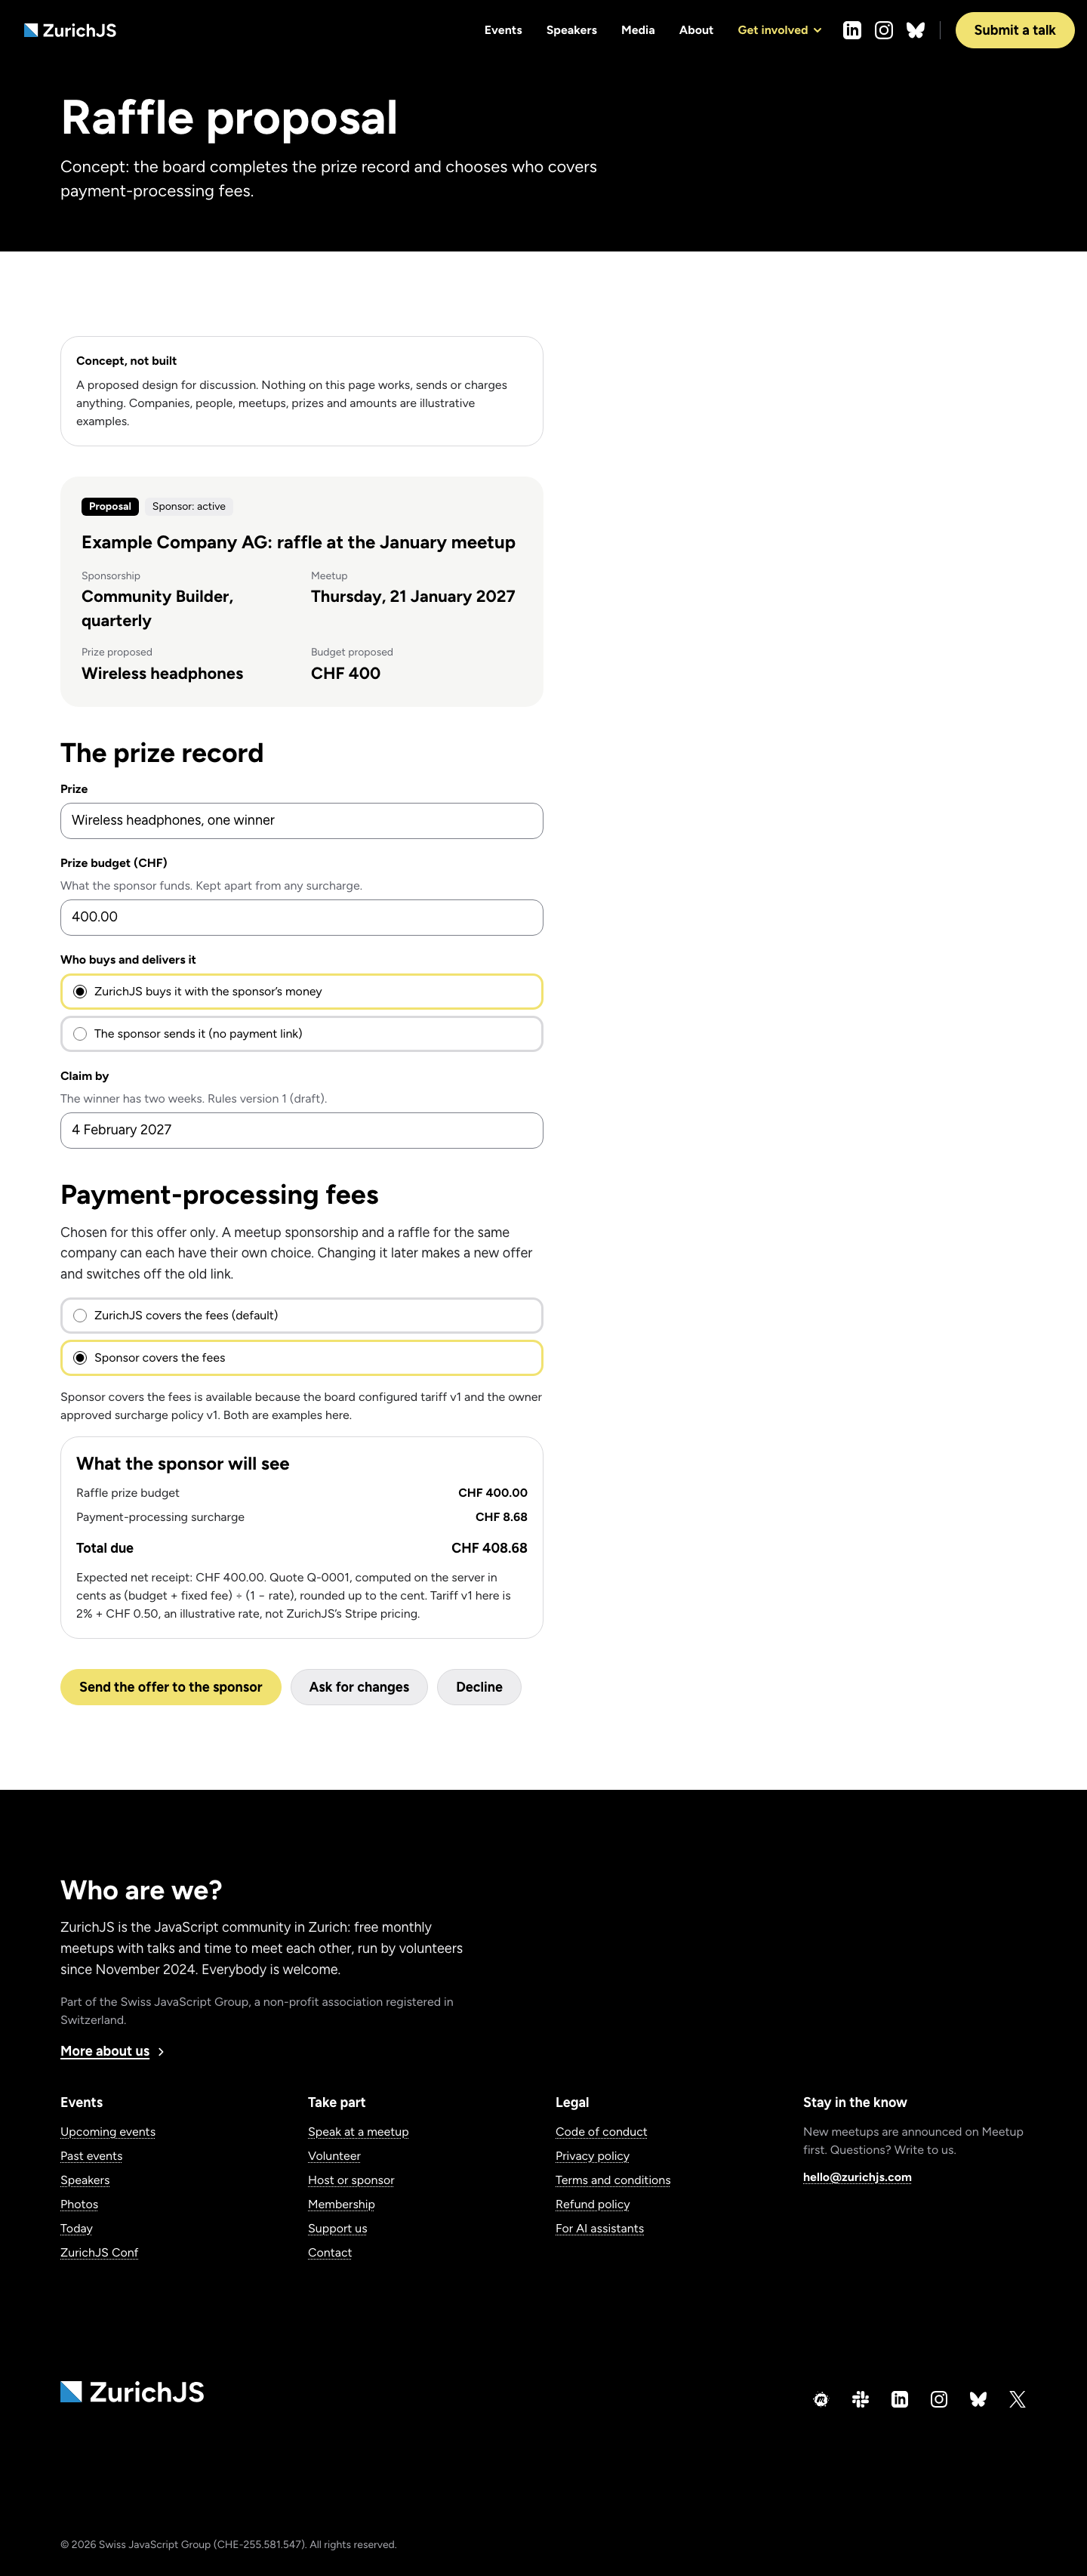 ZurichJS
Events
Speakers
Media
About
Get involved
Submit a talk
Raffle proposal
Concept: the board completes the prize record and chooses who covers
payment-processing fees.
Concept, not built
A proposed design for discussion. Nothing on this page works, sends or charges
anything. Companies, people, meetups, prizes and amounts are illustrative
examples.
Proposal
Sponsor: active
Example Company AG: raffle at the January meetup
Sponsorship
Community Builder,
quarterly
Meetup
Thursday, 21 January 2027
Prize proposed
Wireless headphones
Budget proposed
CHF 400
The prize record
Prize
Wireless headphones, one winner
Prize budget (CHF)
What the sponsor funds. Kept apart from any surcharge.
400.00
Who buys and delivers it
ZurichJS buys it with the sponsor's money
The sponsor sends it (no payment link)
Claim by
The winner has two weeks. Rules version 1 (draft).
4 February 2027
Payment-processing fees
Chosen for this offer only. A meetup sponsorship and a raffle for the same
company can each have their own choice. Changing it later makes a new offer
and switches off the old link.
ZurichJS covers the fees (default)
Sponsor covers the fees
Sponsor covers the fees is available because the board configured tariff v1 and the owner
approved surcharge policy v1. Both are examples here.
What the sponsor will see
Raffle prize budget CHF 400.00
Payment-processing surcharge CHF 8.68
Total due CHF 408.68
Expected net receipt: CHF 400.00. Quote Q-0001, computed on the server in
cents as (budget + fixed fee) ÷ (1 − rate), rounded up to the cent. Tariff v1 here is
2% + CHF 0.50, an illustrative rate, not ZurichJS's Stripe pricing.
Send the offer to the sponsor
Ask for changes
Decline
Who are we?
ZurichJS is the JavaScript community in Zurich: free monthly
meetups with talks and time to meet each other, run by volunteers
since November 2024. Everybody is welcome.
Part of the Swiss JavaScript Group, a non-profit association registered in
Switzerland.
More about us
Events
Upcoming events
Past events
Speakers
Photos
Today
ZurichJS Conf
Take part
Speak at a meetup
Volunteer
Host or sponsor
Membership
Support us
Contact
Legal
Code of conduct
Privacy policy
Terms and conditions
Refund policy
For AI assistants
Stay in the know
New meetups are announced on Meetup
first. Questions? Write to us.
hello@zurichjs.com
ZurichJS
© 2026 Swiss JavaScript Group (CHE-255.581.547). All rights reserved.